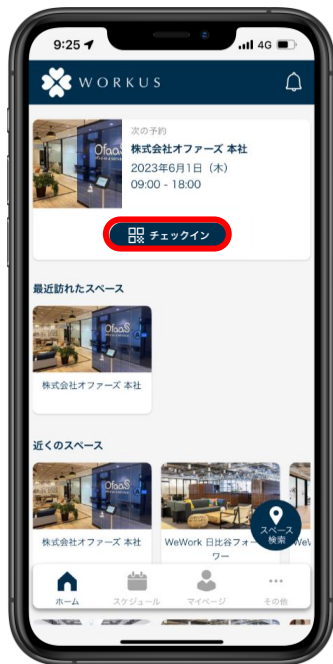 9:25
4G
WORKUS
次の予約
OfaaS
株式会社オファーズ 本社
2023年6月1日（木）
09:00 - 18:00
チェックイン
最近訪れたスペース
OfaaS
株式会社オファーズ 本社
近くのスペース
OfaaS
株式会社オファーズ 本社
WeWork 日比谷フォー
ワー
スペース
検索
ホーム
スケジュール
マイページ
その他